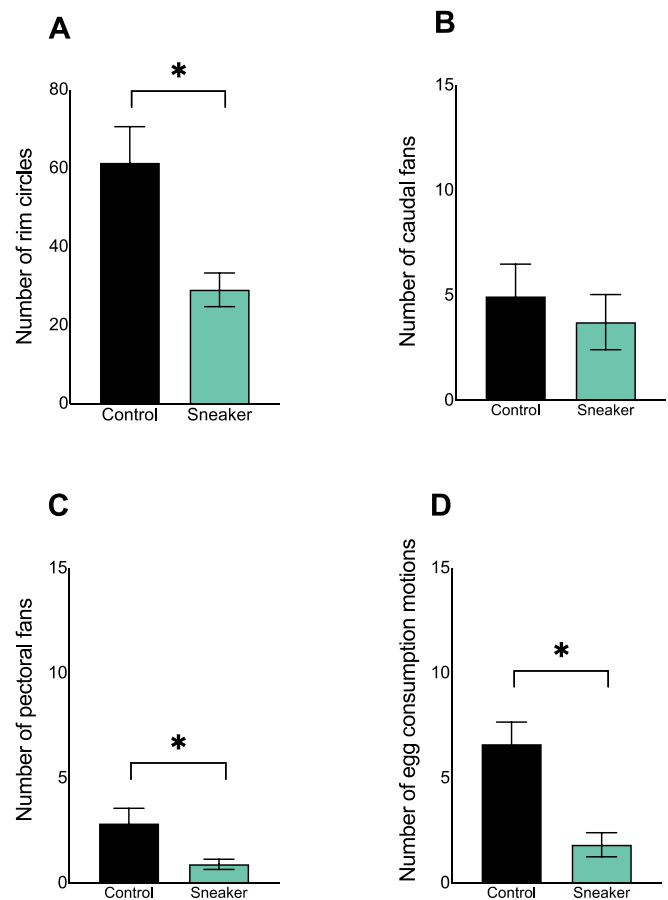 A
Number of rim circles
80
60
40
20
0
*
Control
Sneaker
B
Number of caudal fans
15
10
5
0
Control
Sneaker
C
Number of pectoral fans
15
10
5
0
*
Control
Sneaker
D
Number of egg consumption motions
15
10
5
0
*
Control
Sneaker